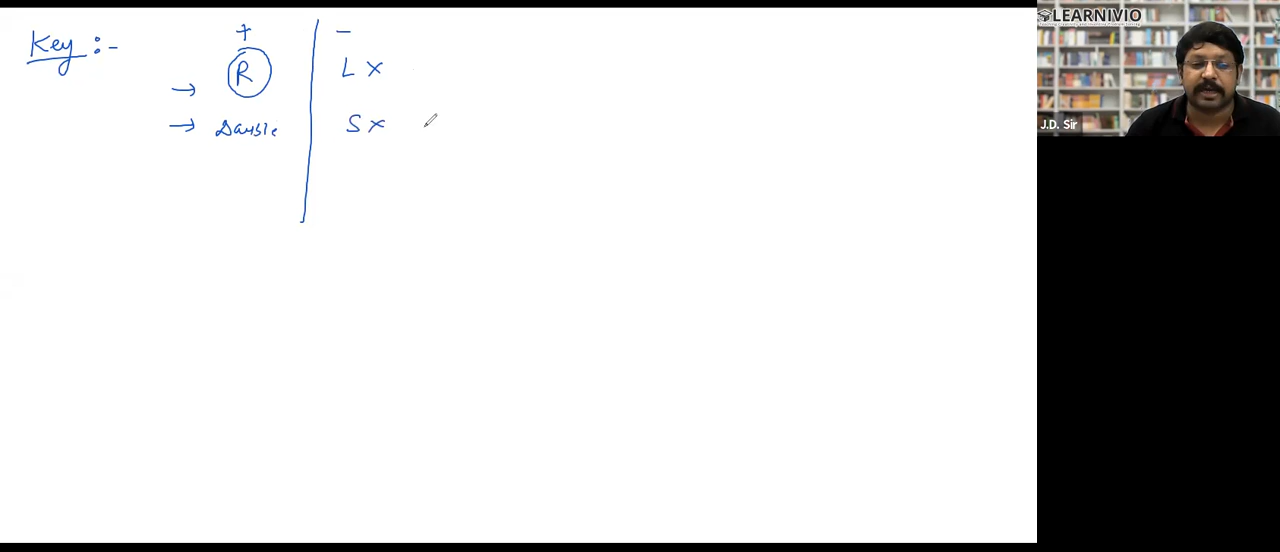 Key :-
+ | -
→ R | L x
→ Double | S x
LEARNIVIO
J.D. Sir